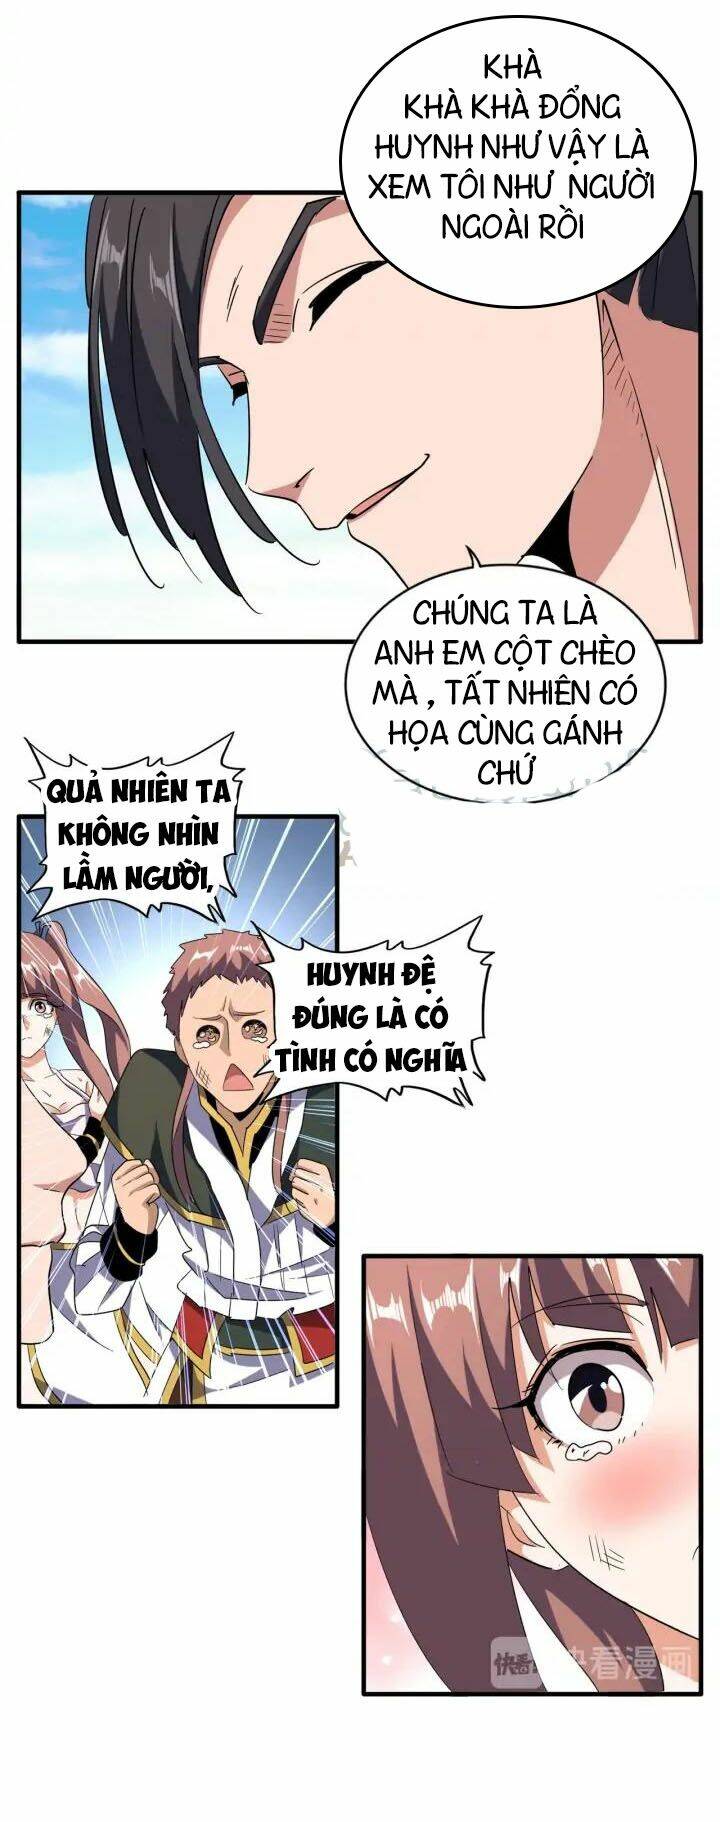 KHÀ
KHÀ KHÀ ĐỔNG
HUYNH NHƯ VẬY LÀ
XEM TÔI NHƯ NGƯỜI
NGOÀI RỒI
CHÚNG TA LÀ
ANH EM CỘT CHÈO
MÀ , TẤT NHIÊN CÓ
HỌA CÙNG GÁNH
CHỨ
QUẢ NHIÊN TA
KHÔNG NHÌN
LẦM NGƯỜI,
HUYNH ĐỆ
ĐÚNG LÀ CÓ
TÌNH CÓ NGHĨA
快看
快看漫画